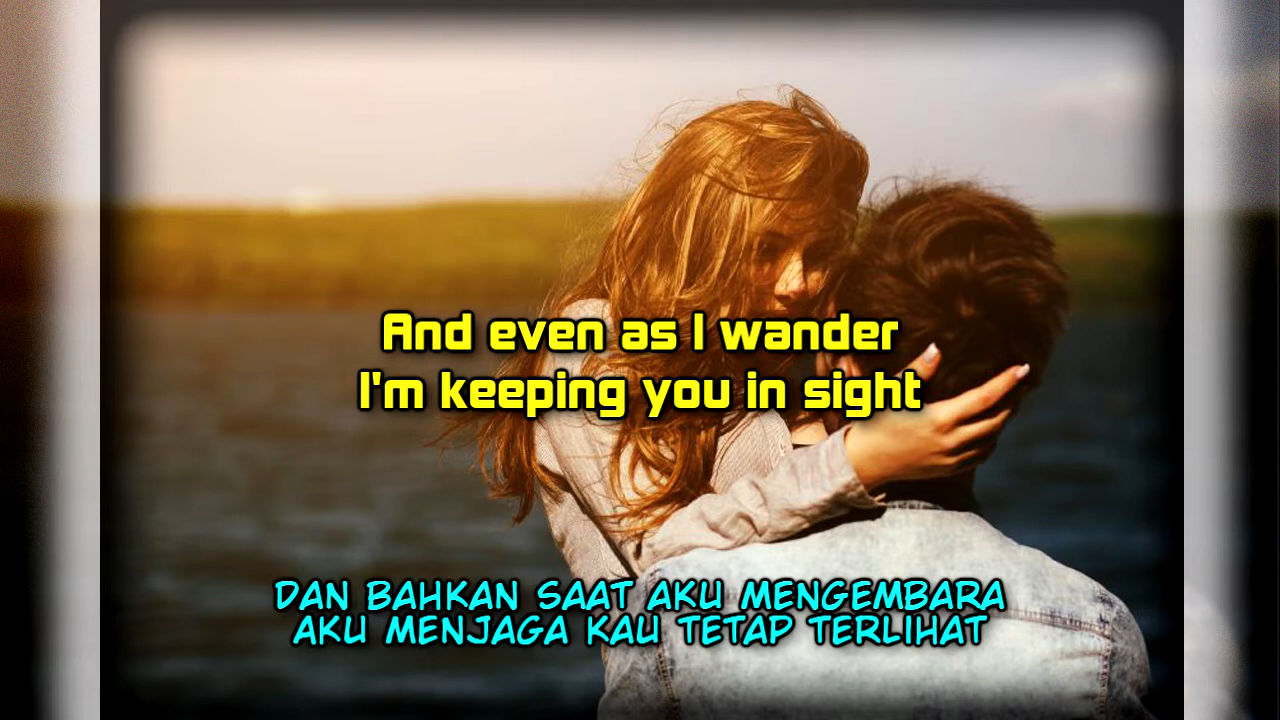 And even as I wander
I'm keeping you in sight
DAN BAHKAN SAAT AKU MENGEMBARA
AKU MENJAGA KAU TETAP TERLIHAT